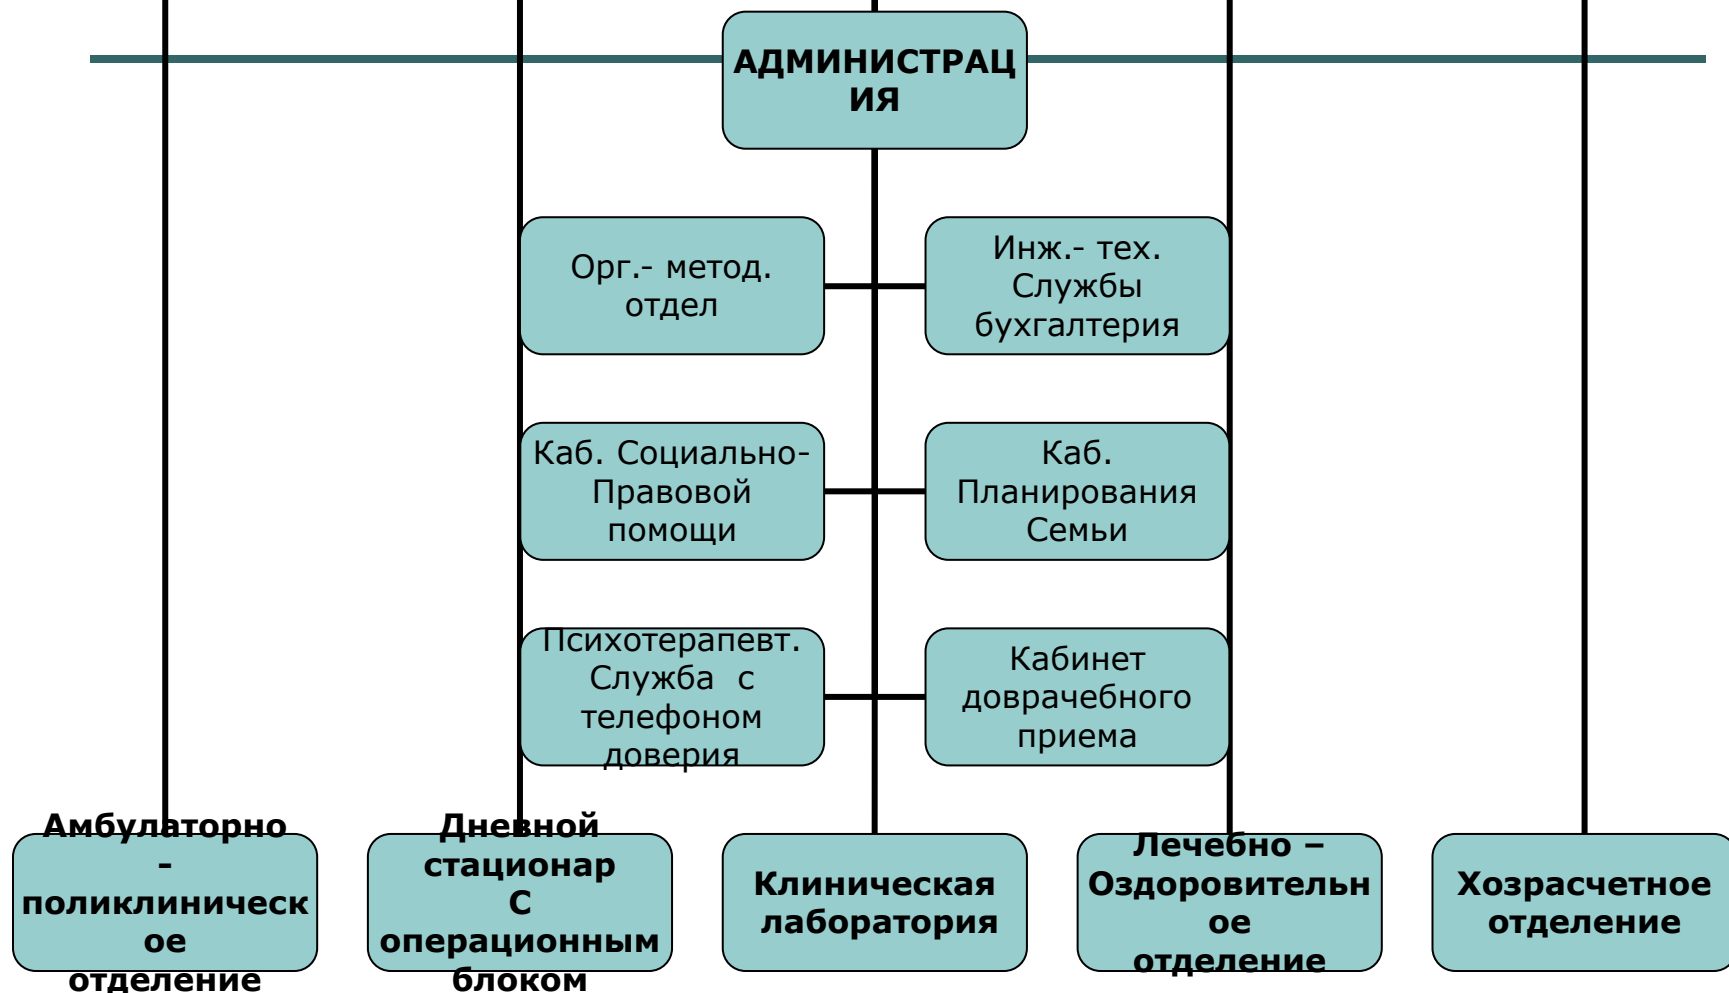 АДМИНИСТРАЦ
ИЯ
Орг.- метод.
отдел
Инж.- тех.
Службы
бухгалтерия
Каб. Социально-
Правовой
помощи
Каб.
Планирования
Семьи
Психотерапевт.
Служба с
телефоном
доверия
Кабинет
доврачебного
приема
Амбулаторно
–
поликлиническ
ое
отделение
Дневной
стационар
С
операционным
блоком
Клиническая
лаборатория
Лечебно –
Оздоровительн
ое
отделение
Хозрасчетное
отделение